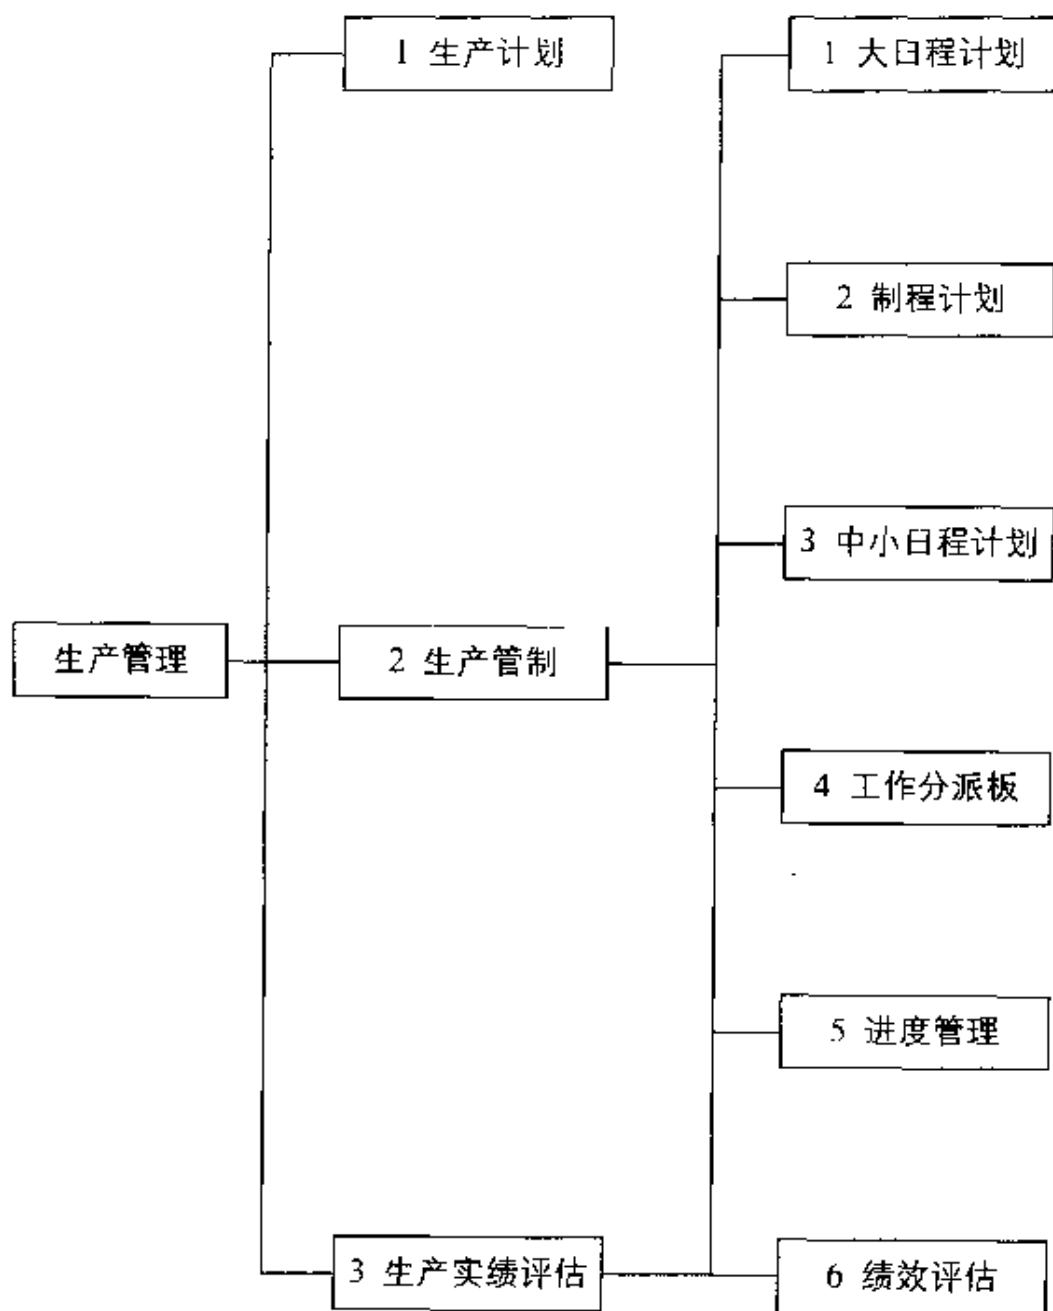 生产管理
1 生产计划
2 生产管制
3 生产实绩评估
1 大日程计划
2 制程计划
3 中小日程计划
4 工作分派板
5 进度管理
6 绩效评估